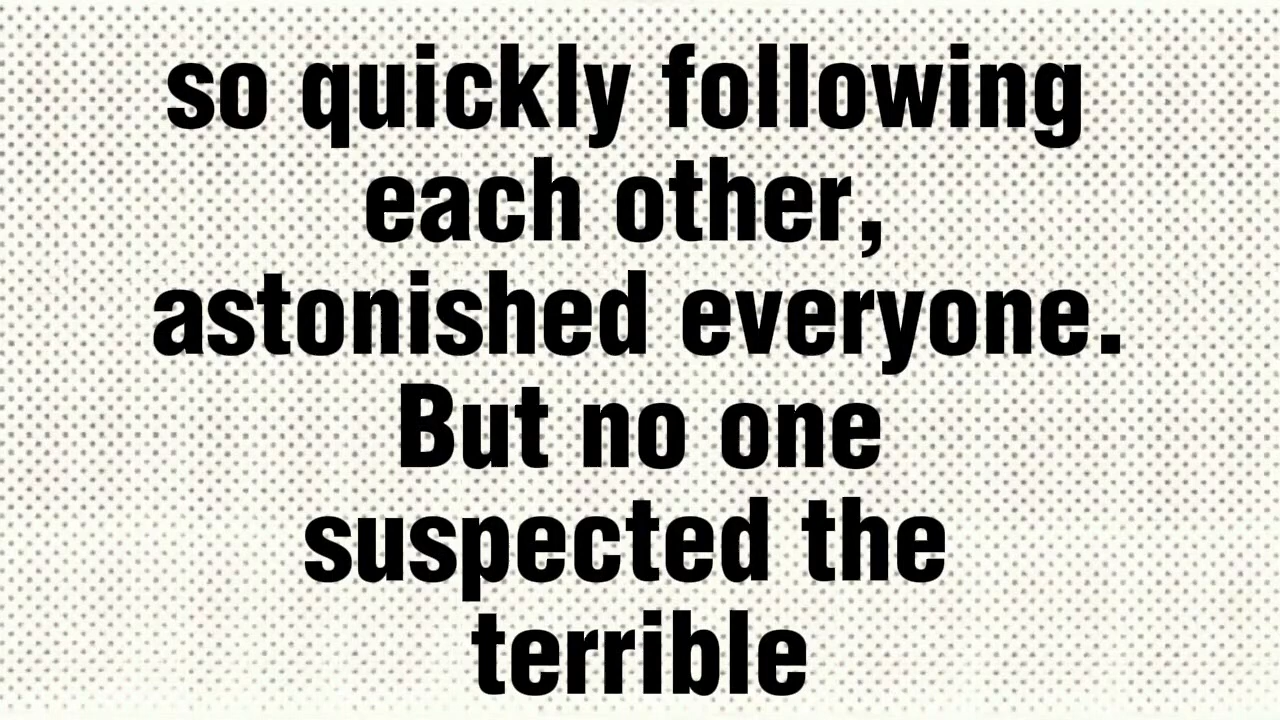 so quickly following
each other,
astonished everyone.
But no one
suspected the
terrible